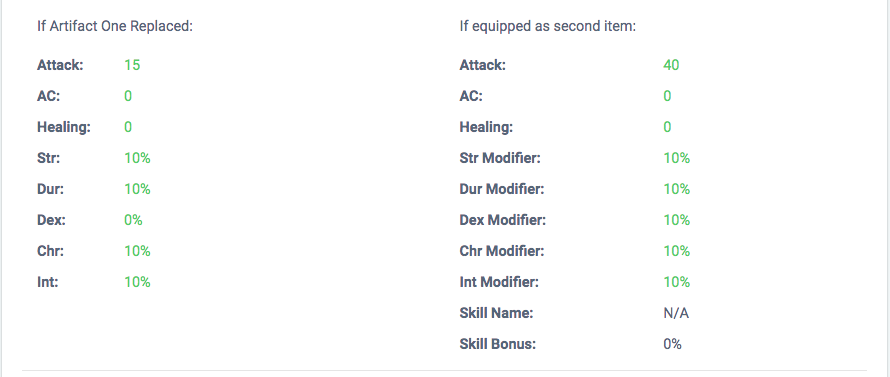 If Artifact One Replaced:
Attack: 15
AC: 0
Healing: 0
Str: 10%
Dur: 10%
Dex: 0%
Chr: 10%
Int: 10%
If equipped as second item:
Attack: 40
AC: 0
Healing: 0
Str Modifier: 10%
Dur Modifier: 10%
Dex Modifier: 10%
Chr Modifier: 10%
Int Modifier: 10%
Skill Name: N/A
Skill Bonus: 0%